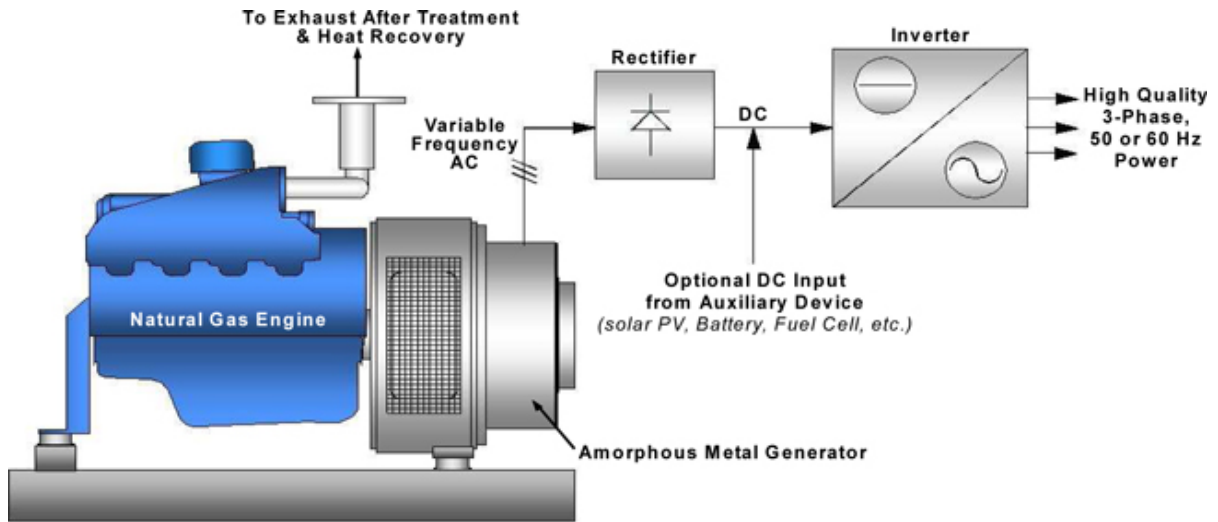 To Exhaust After Treatment
& Heat Recovery
Rectifier
Inverter
Variable
Frequency
AC
DC
High Quality
3-Phase,
50 or 60 Hz
Power
Optional DC Input
from Auxiliary Device
(solar PV, Battery, Fuel Cell, etc.)
Natural Gas Engine
Amorphous Metal Generator